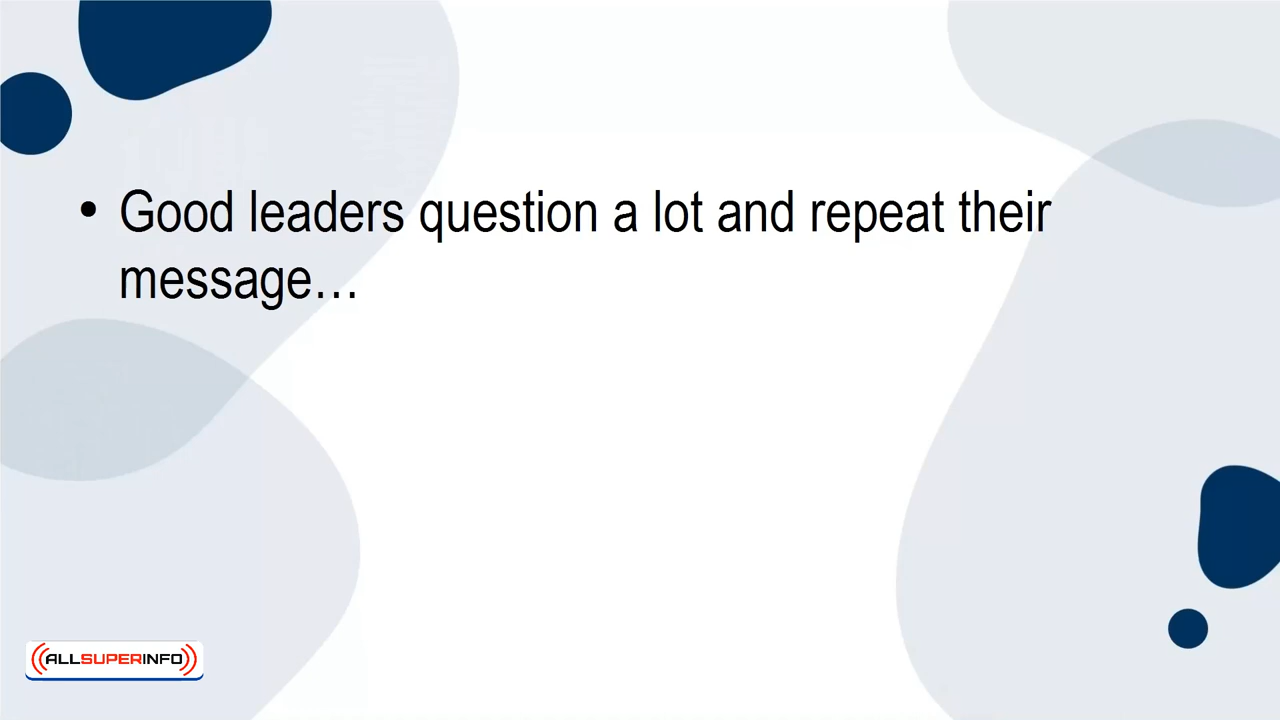 • Good leaders question a lot and repeat their
message…
ALLSUPERINFO